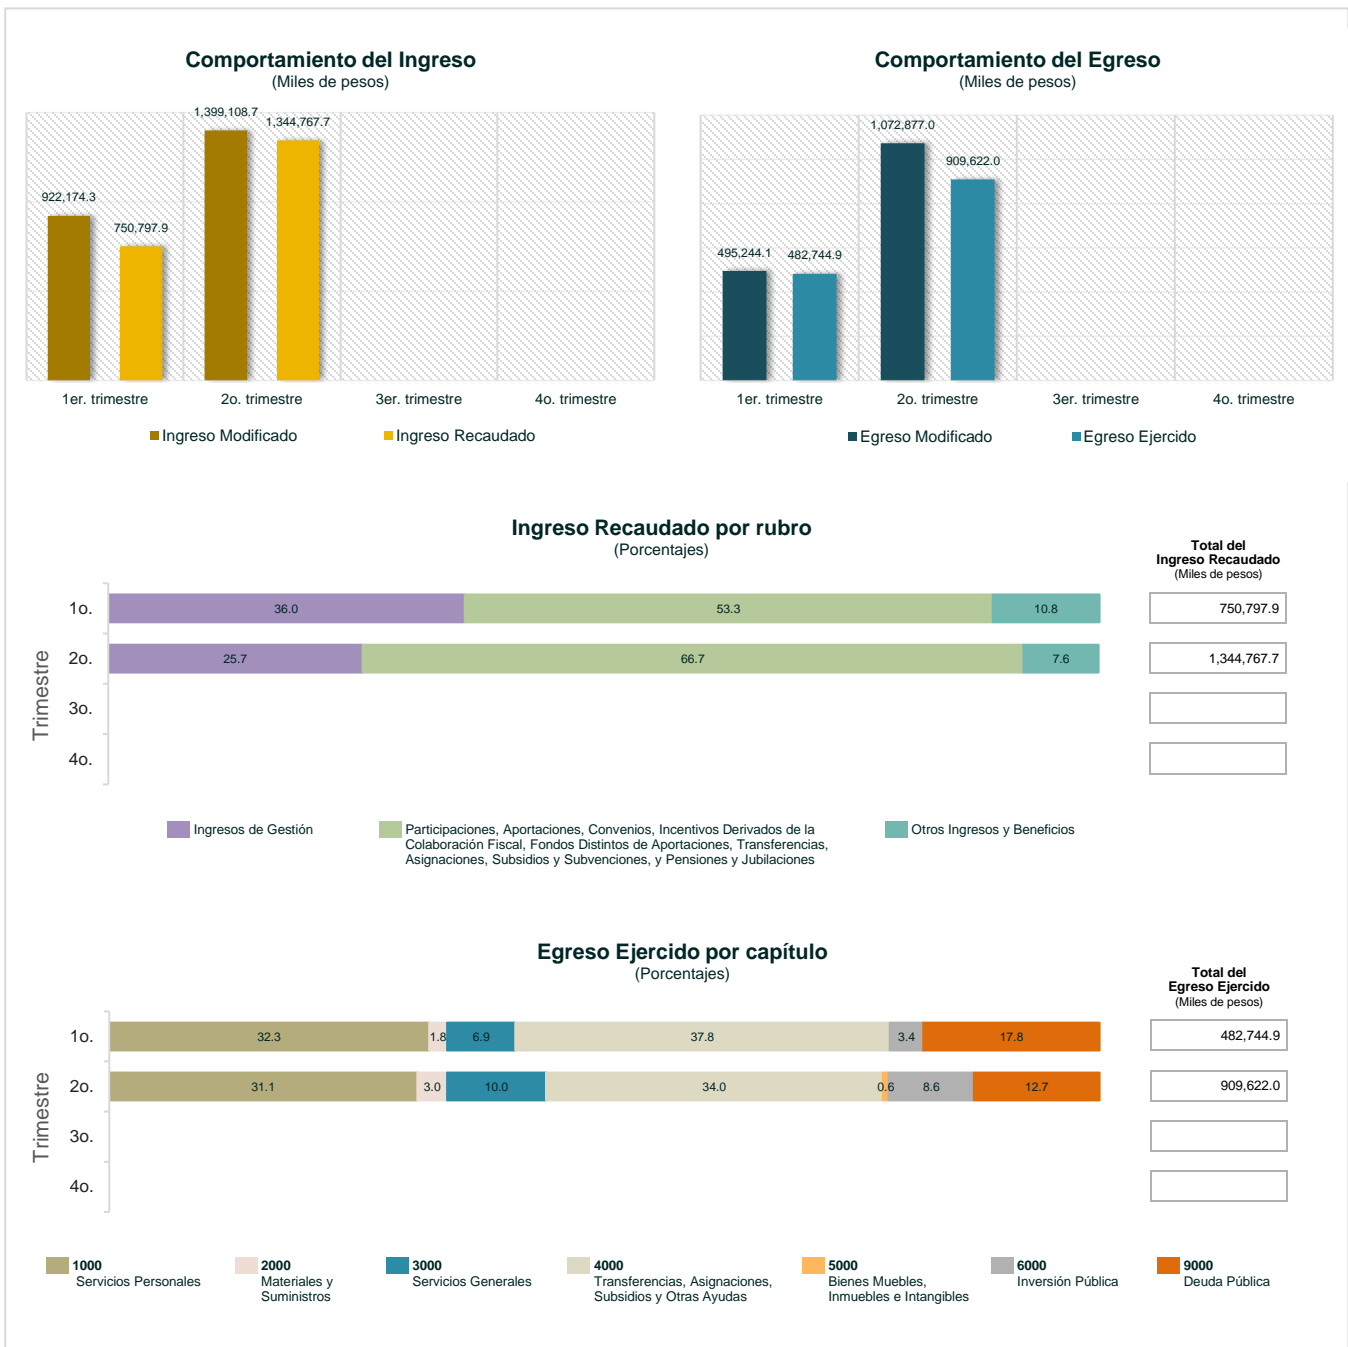 Comportamiento del Ingreso
(Miles de pesos)
1,399,108.7
1,344,767.7
922,174.3
750,797.9
1er. trimestre
2o. trimestre
3er. trimestre
4o. trimestre
Ingreso Modificado
Ingreso Recaudado
Comportamiento del Egreso
(Miles de pesos)
1,072,877.0
909,622.0
495,244.1
482,744.9
1er. trimestre
2o. trimestre
3er. trimestre
4o. trimestre
Egreso Modificado
Egreso Ejercido
Ingreso Recaudado por rubro
(Porcentajes)
Total del
Ingreso Recaudado
(Miles de pesos)
Trimestre
1o.
36.0
53.3
10.8
750,797.9
2o.
25.7
66.7
7.6
1,344,767.7
3o.
4o.
Ingresos de Gestión
Participaciones, Aportaciones, Convenios, Incentivos Derivados de la
Colaboración Fiscal, Fondos Distintos de Aportaciones, Transferencias,
Asignaciones, Subsidios y Subvenciones, y Pensiones y Jubilaciones
Otros Ingresos y Beneficios
Egreso Ejercido por capítulo
(Porcentajes)
Total del
Egreso Ejercido
(Miles de pesos)
Trimestre
1o.
32.3
1.8
6.9
37.8
3.4
17.8
482,744.9
2o.
31.1
3.0
10.0
34.0
0.6
8.6
12.7
909,622.0
3o.
4o.
1000
Servicios Personales
2000
Materiales y
Suministros
3000
Servicios Generales
4000
Transferencias, Asignaciones,
Subsidios y Otras Ayudas
5000
Bienes Muebles,
Inmuebles e Intangibles
6000
Inversión Pública
9000
Deuda Pública